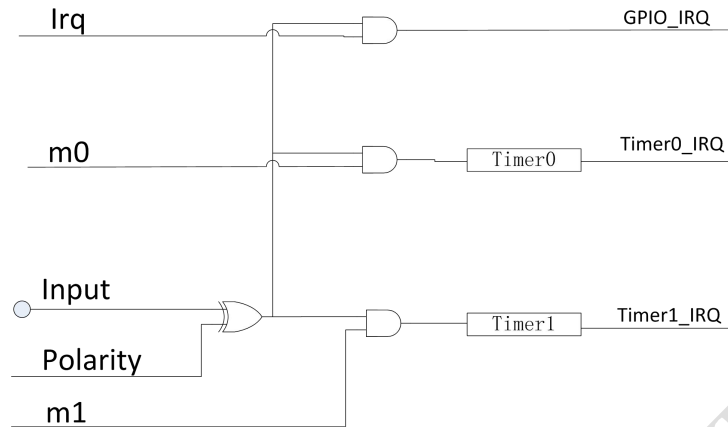 Irq
GPIO_IRQ
m0
Timer0
Timer0_IRQ
Input
Timer1
Timer1_IRQ
Polarity
m1